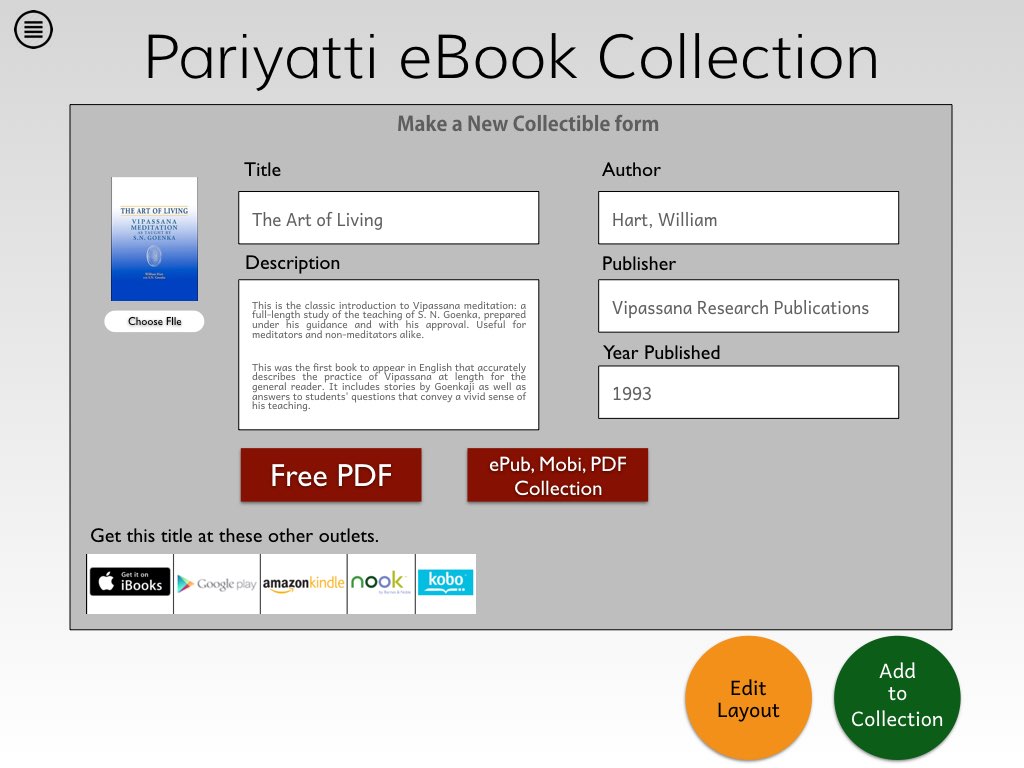 Pariyatti eBook Collection
Make a New Collectible form
Title
Author
THE ART OF LIVING
VIPASSANA
MEDITATION
AS TAUGHT BY
S.N. GOENKA
William Hart
The Art of Living
Hart, William
Description
Publisher
This is the classic introduction to Vipassana meditation: a
full-length study of the teaching of S. N. Goenka, prepared
under his guidance and with his approval. Useful for
meditators and non-meditators alike.
This was the first book to appear in English that accurately
describes the practice of Vipassana at length for the
general reader. It includes stories by Goenkaji as well as
answers to students' questions that convey a vivid sense of
his teaching.
Vipassana Research Publications
Choose FIle
Year Published
1993
Free PDF
ePub, Mobi, PDF
Collection
Get this title at these other outlets.
Get it on
iBooks
Google play
amazonkindle
nook
by Barnes & Noble
kobo
Edit
Layout
Add
to
Collection